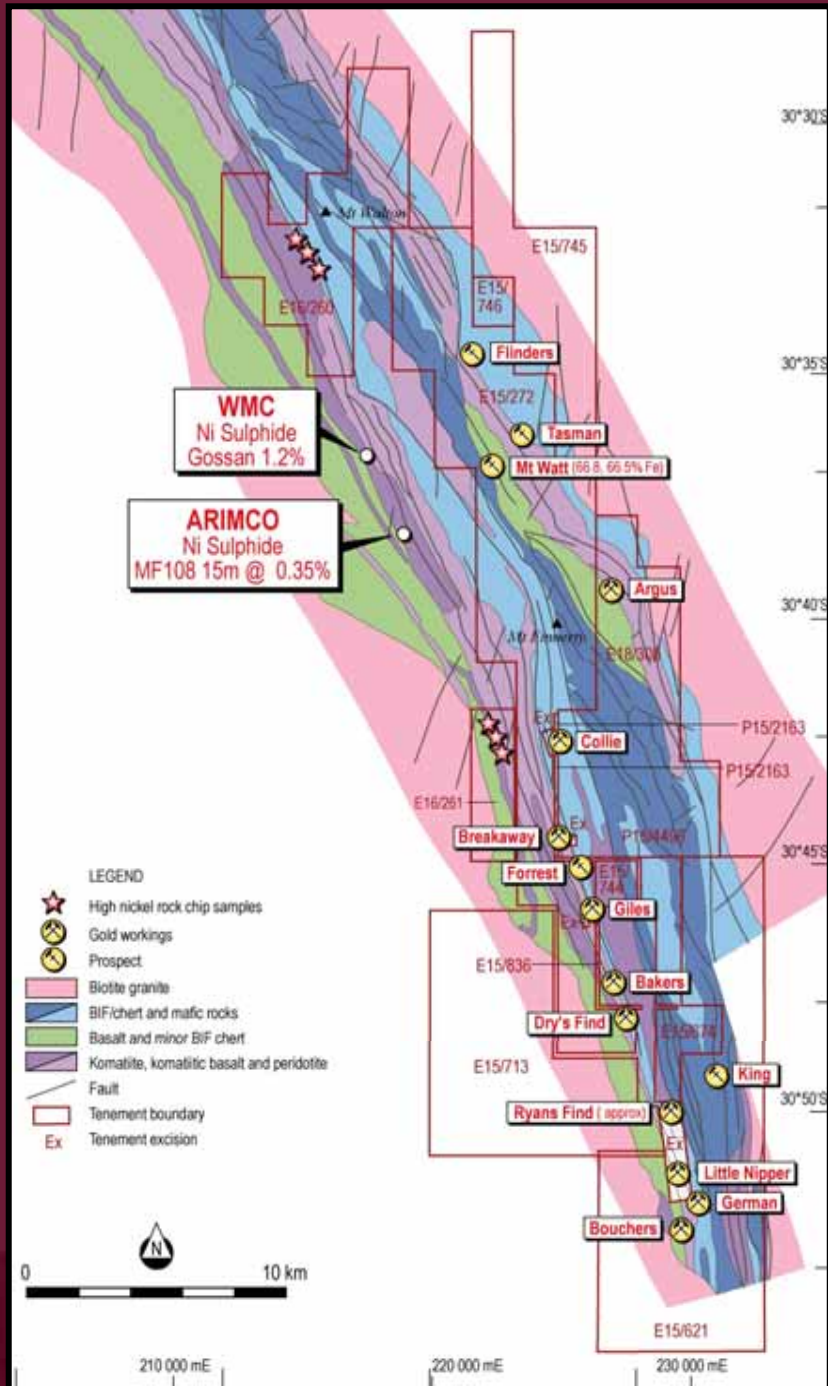 30°30'S
Mt Walton
E15/745
E15/
746
E16/260
Flinders
30°35'S
E15/272
WMC
Ni Sulphide
Gossan 1.2%
Tasman
Mt Watt (66.8, 66.5% Fe)
ARIMCO
Ni Sulphide
MF108 15m @ 0.35%
Argus
30°40'S
Ex
P15/2163
Collie
P15/2163
E16/261
Ex
Breakaway
30°45'S
Forrest
E15/
744
Giles
Ex
E15/836
Bakers
Dry's Find
E15/674
E15/713
King
Ryans Find ( approx)
30°50'S
Ex
Little Nipper
German
Bouchers
E15/621
LEGEND
High nickel rock chip samples
Gold workings
Prospect
Biotite granite
BIF/chert and mafic rocks
Basalt and minor BIF chert
Komatiite, komatiitic basalt and peridotite
Fault
Tenement boundary
Ex Tenement excision
N
0 10 km
210 000 mE 220 000 mE 230 000 mE